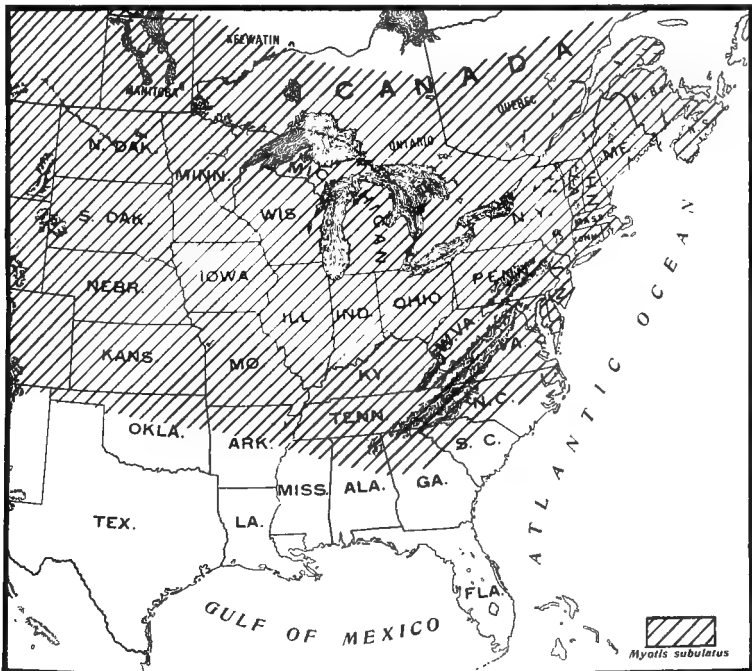 KEEWATIN
MANITOBA
CANADA
QUEBEC
ONTARIO
N.B.
N.S.
ME.
N. DAK.
MINN.
MICHIGAN
VT.
N.H.
S. DAK.
WIS.
N.Y.
MASS.
CONN.
IOWA
PENN.
NEBR.
ILL.
IND.
OHIO
W.VA.
VA.
KANS.
MO.
KY.
N.C.
TENN.
OKLA.
ARK.
S. C.
MISS.
ALA.
GA.
TEX.
LA.
ATLANTIC OCEAN
FLA.
GULF OF MEXICO
Myotis subulatus